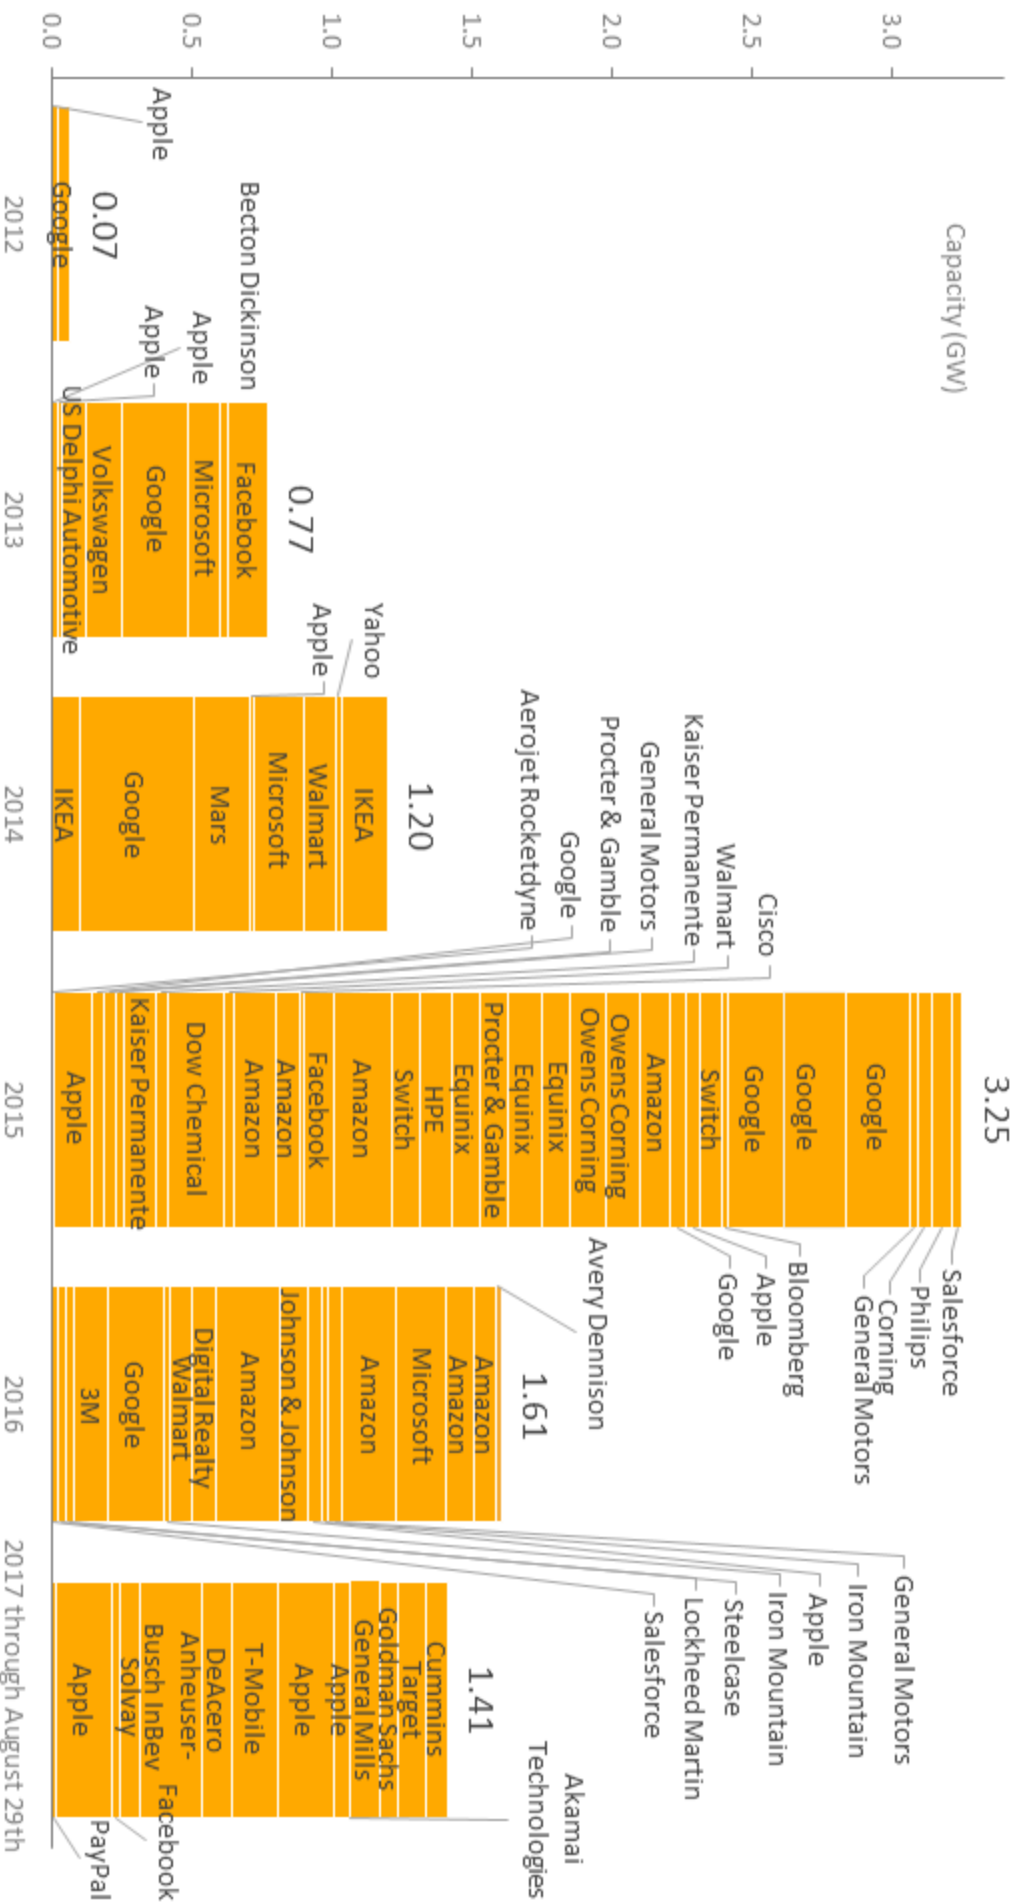 Capacity (GW)
3.0
2.5
2.0
1.5
1.0
0.5
0.0
Apple
Google
0.07
2012
Becton Dickinson
Apple
Apple
US Delphi Automotive
Volkswagen
Google
Microsoft
Facebook
0.77
2013
Yahoo
Apple
IKEA
Walmart
Microsoft
Mars
Google
IKEA
1.20
2014
Cisco
Walmart
Kaiser Permanente
General Motors
Procter & Gamble
Google
Aerojet Rocketdyne
3.25
Google
Google
Google
Switch
Amazon
Owens Corning
Owens Corning
Equinix
Equinix
Procter & Gamble
Equinix
HPE
Switch
Amazon
Facebook
Amazon
Amazon
Dow Chemical
Kaiser Permanente
Apple
2015
Salesforce
Philips
Corning
General Motors
Bloomberg
Apple
Google
Avery Dennison
1.61
Amazon
Amazon
Microsoft
Amazon
Johnson & Johnson
Amazon
Digital Realty
Walmart
Google
3M
2016
General Motors
Iron Mountain
Apple
Iron Mountain
Steelcase
Lockheed Martin
Salesforce
1.41
Cummins
Target
Goldman Sachs
General Mills
Apple
Apple
T-Mobile
DeAcero
Anheuser-
Busch InBev
Solvay
Apple
Akamai
Technologies
Facebook
PayPal
2017 through August 29th